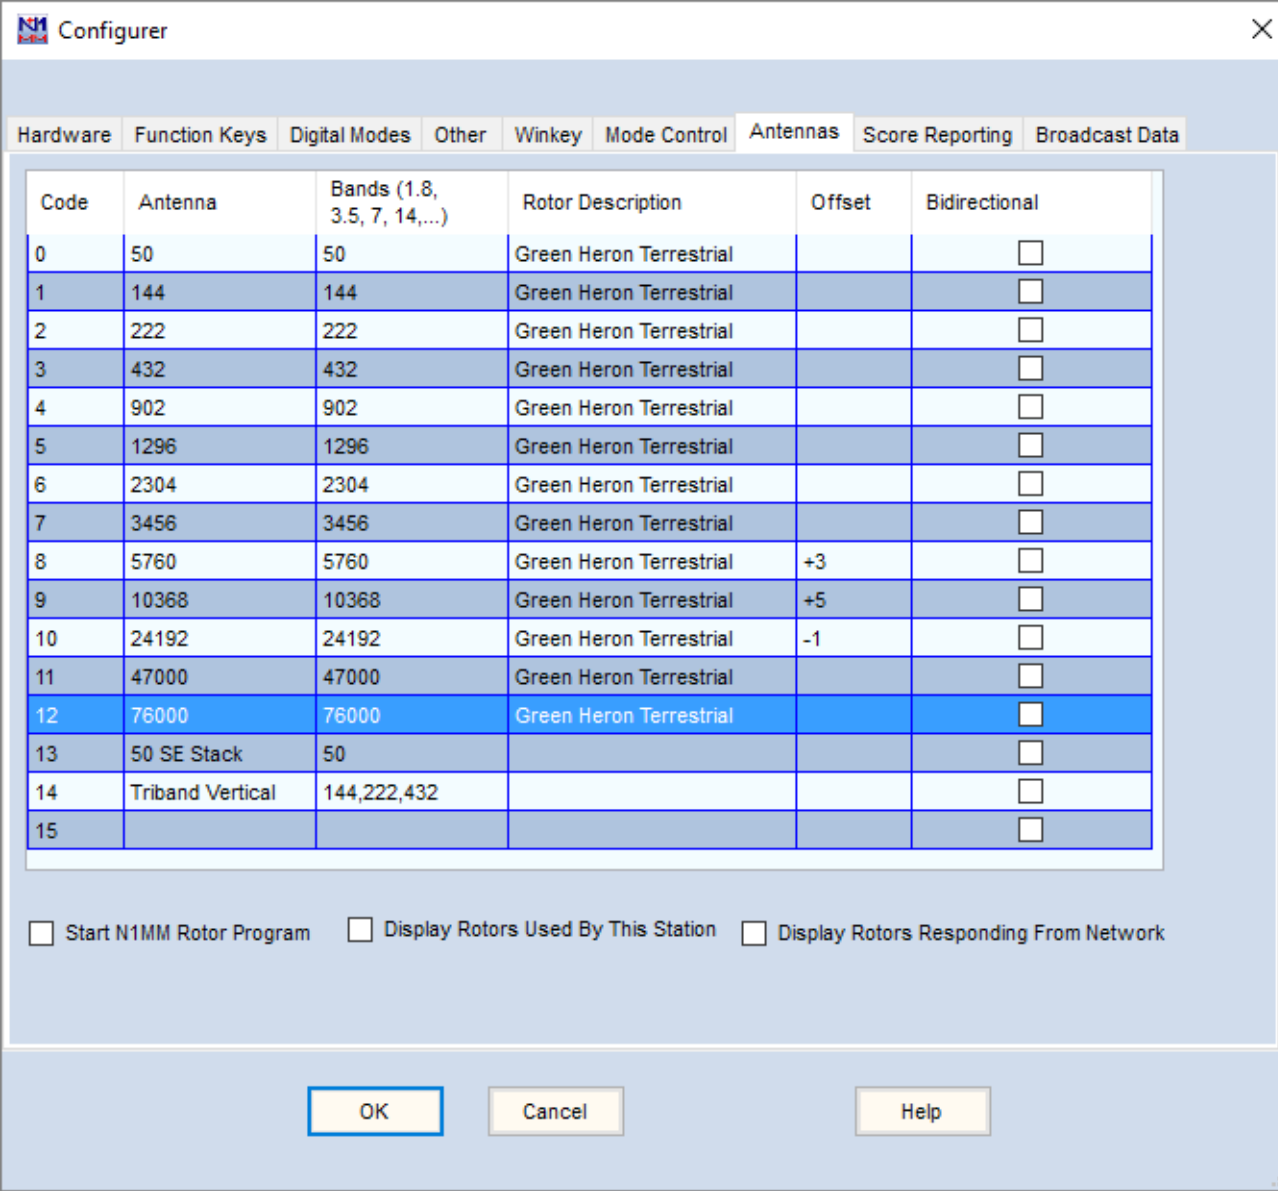 N1
MM Configurer
Hardware Function Keys Digital Modes Other Winkey Mode Control Antennas Score Reporting Broadcast Data
Code Antenna Bands (1.8, 3.5, 7, 14,...) Rotor Description Offset Bidirectional
0 50 50 Green Heron Terrestrial
1 144 144 Green Heron Terrestrial
2 222 222 Green Heron Terrestrial
3 432 432 Green Heron Terrestrial
4 902 902 Green Heron Terrestrial
5 1296 1296 Green Heron Terrestrial
6 2304 2304 Green Heron Terrestrial
7 3456 3456 Green Heron Terrestrial
8 5760 5760 Green Heron Terrestrial +3
9 10368 10368 Green Heron Terrestrial +5
10 24192 24192 Green Heron Terrestrial -1
11 47000 47000 Green Heron Terrestrial
12 76000 76000 Green Heron Terrestrial
13 50 SE Stack 50
14 Triband Vertical 144,222,432
15
Start N1MM Rotor Program Display Rotors Used By This Station Display Rotors Responding From Network
OK Cancel Help